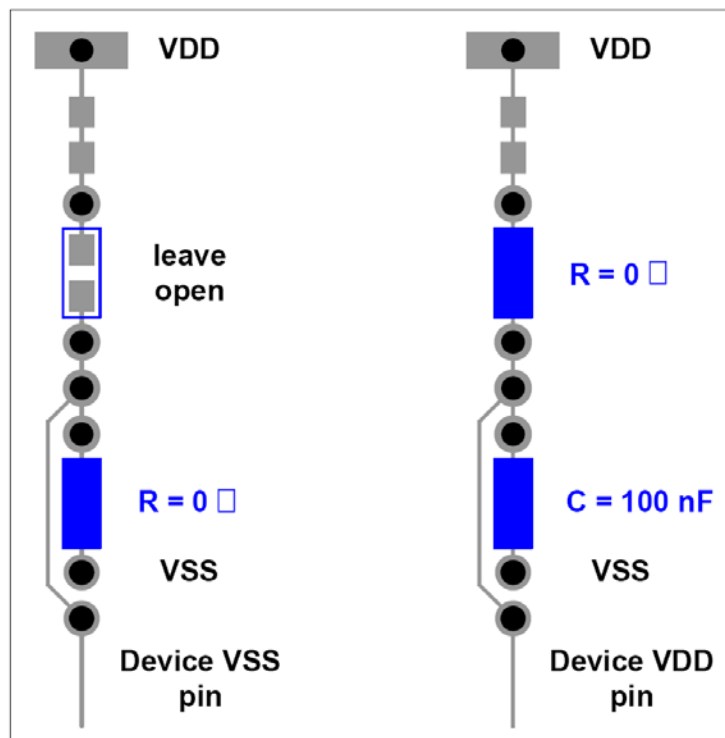 VDD
VDD
leave
open
R = 0 □
R = 0 □
C = 100 nF
VSS
VSS
Device VSS
pin
Device VDD
pin